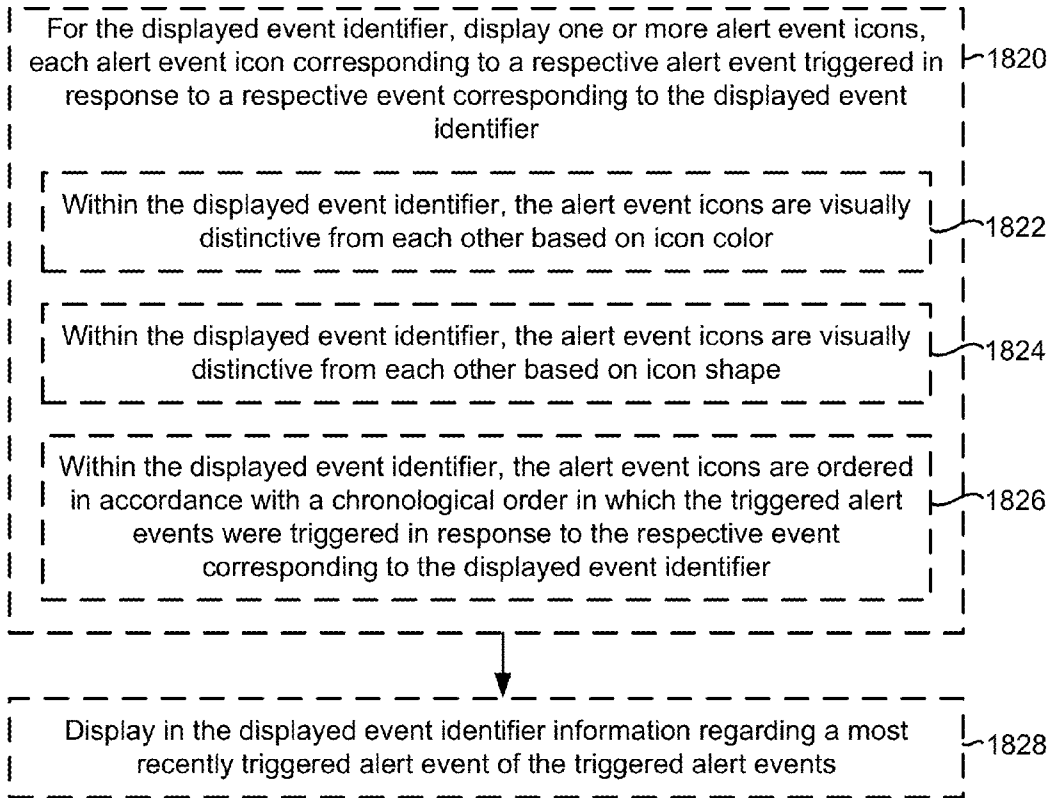 For the displayed event identifier, display one or more alert event icons,
each alert event icon corresponding to a respective alert event triggered in
response to a respective event corresponding to the displayed event
identifier
1820
Within the displayed event identifier, the alert event icons are visually
distinctive from each other based on icon color
1822
Within the displayed event identifier, the alert event icons are visually
distinctive from each other based on icon shape
1824
Within the displayed event identifier, the alert event icons are ordered
in accordance with a chronological order in which the triggered alert
events were triggered in response to the respective event
corresponding to the displayed event identifier
1826
Display in the displayed event identifier information regarding a most
recently triggered alert event of the triggered alert events
1828